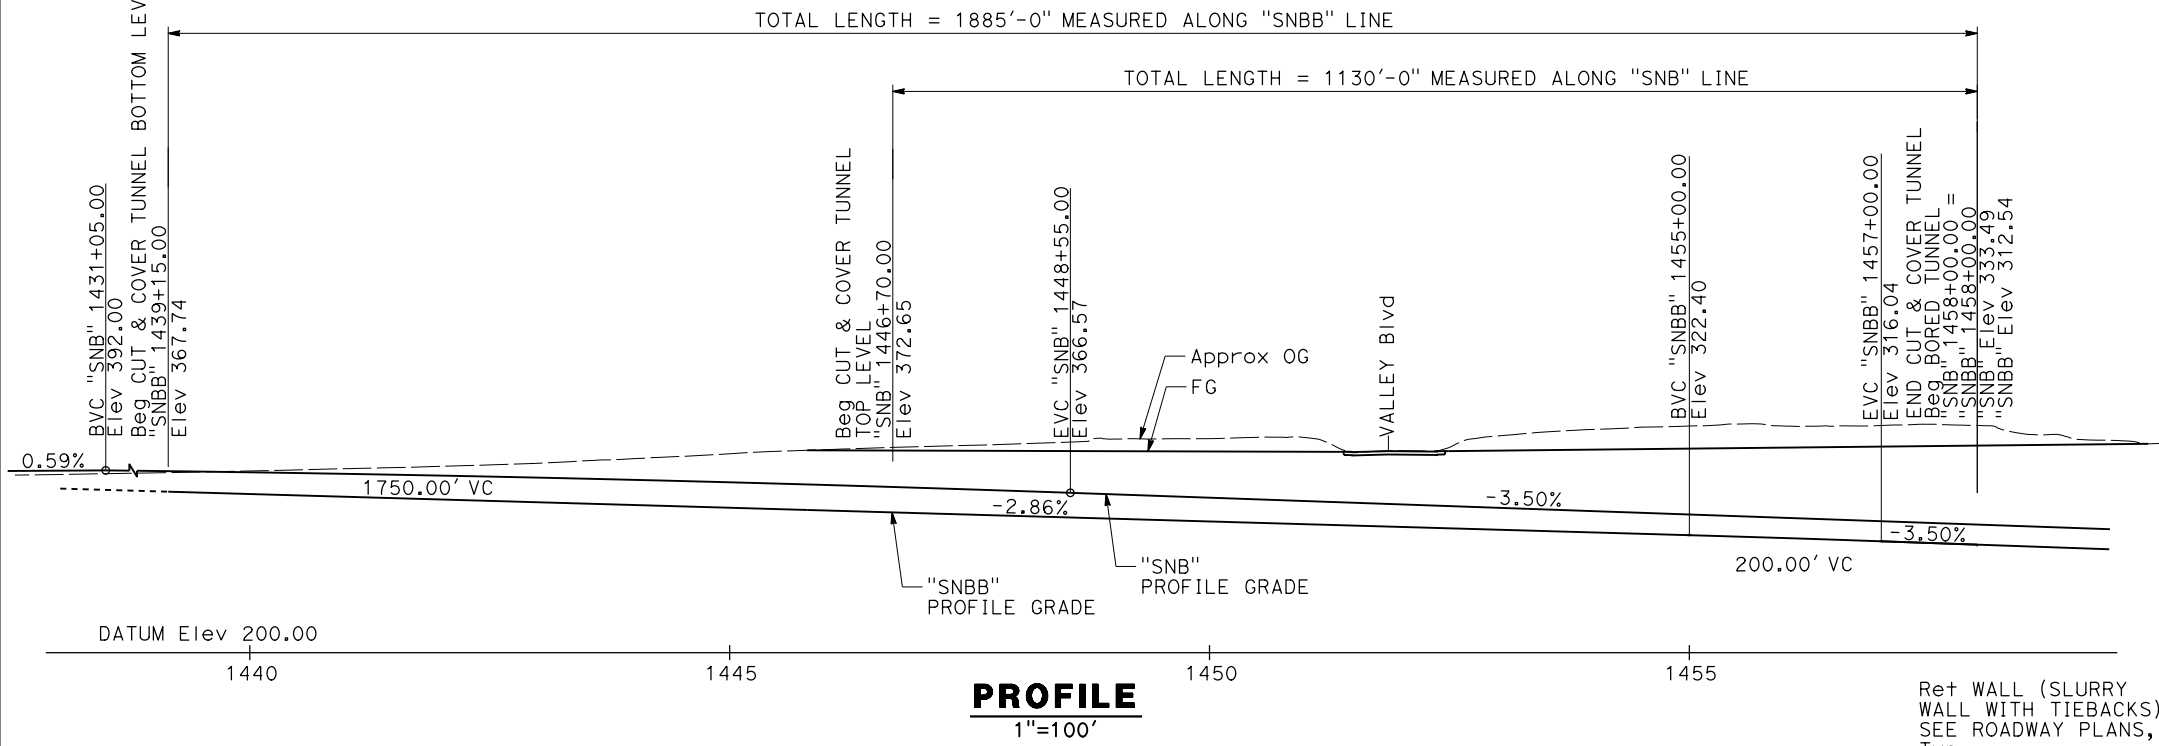 TOTAL LENGTH = 1885'-0" MEASURED ALONG "SNBB" LINE
TOTAL LENGTH = 1130'-0" MEASURED ALONG "SNB" LINE
BVC "SNB" 1431+05.00
Elev 392.00
Beg CUT & COVER TUNNEL BOTTOM LEV
"SNBB" 1439+15.00
Elev 367.74
Beg CUT & COVER TUNNEL
TOP LEVEL
"SNB" 1446+70.00
Elev 372.65
EVC "SNB" 1448+55.00
Elev 366.57
Approx OG
FG
VALLEY Blvd
BVC "SNBB" 1455+00.00
Elev 322.40
EVC "SNBB" 1457+00.00
Elev 316.04
END CUT & COVER TUNNEL
Beg BORED TUNNEL
"SNB" 1458+00.00 =
"SNBB" 1458+00.00
"SNB" Elev 333.49
"SNBB" Elev 312.54
0.59%
1750.00' VC
-2.86%
-3.50%
-3.50%
200.00' VC
"SNB"
PROFILE GRADE
"SNBB"
PROFILE GRADE
DATUM Elev 200.00
1440
1445
1450
1455
PROFILE
1"=100'
Ret WALL (SLURRY
WALL WITH TIEBACKS)
SEE ROADWAY PLANS,